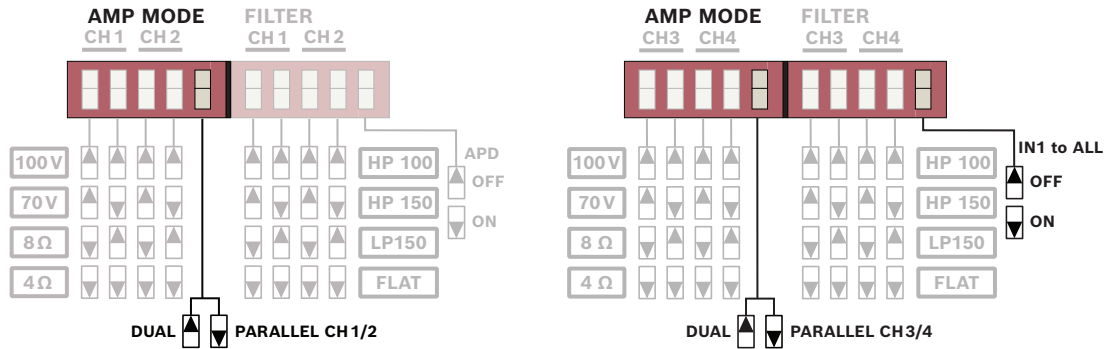 AMP MODE FILTER
CH 1 CH 2 CH 1 CH 2
100 V HP 100 APD
OFF
70 V HP 150
ON
8 Ω LP150
4 Ω FLAT
DUAL PARALLEL CH 1/2
AMP MODE FILTER
CH3 CH4 CH3 CH4
100 V HP 100 IN1 to ALL
OFF
70 V HP 150
ON
8 Ω LP150
4 Ω FLAT
DUAL PARALLEL CH 3/4